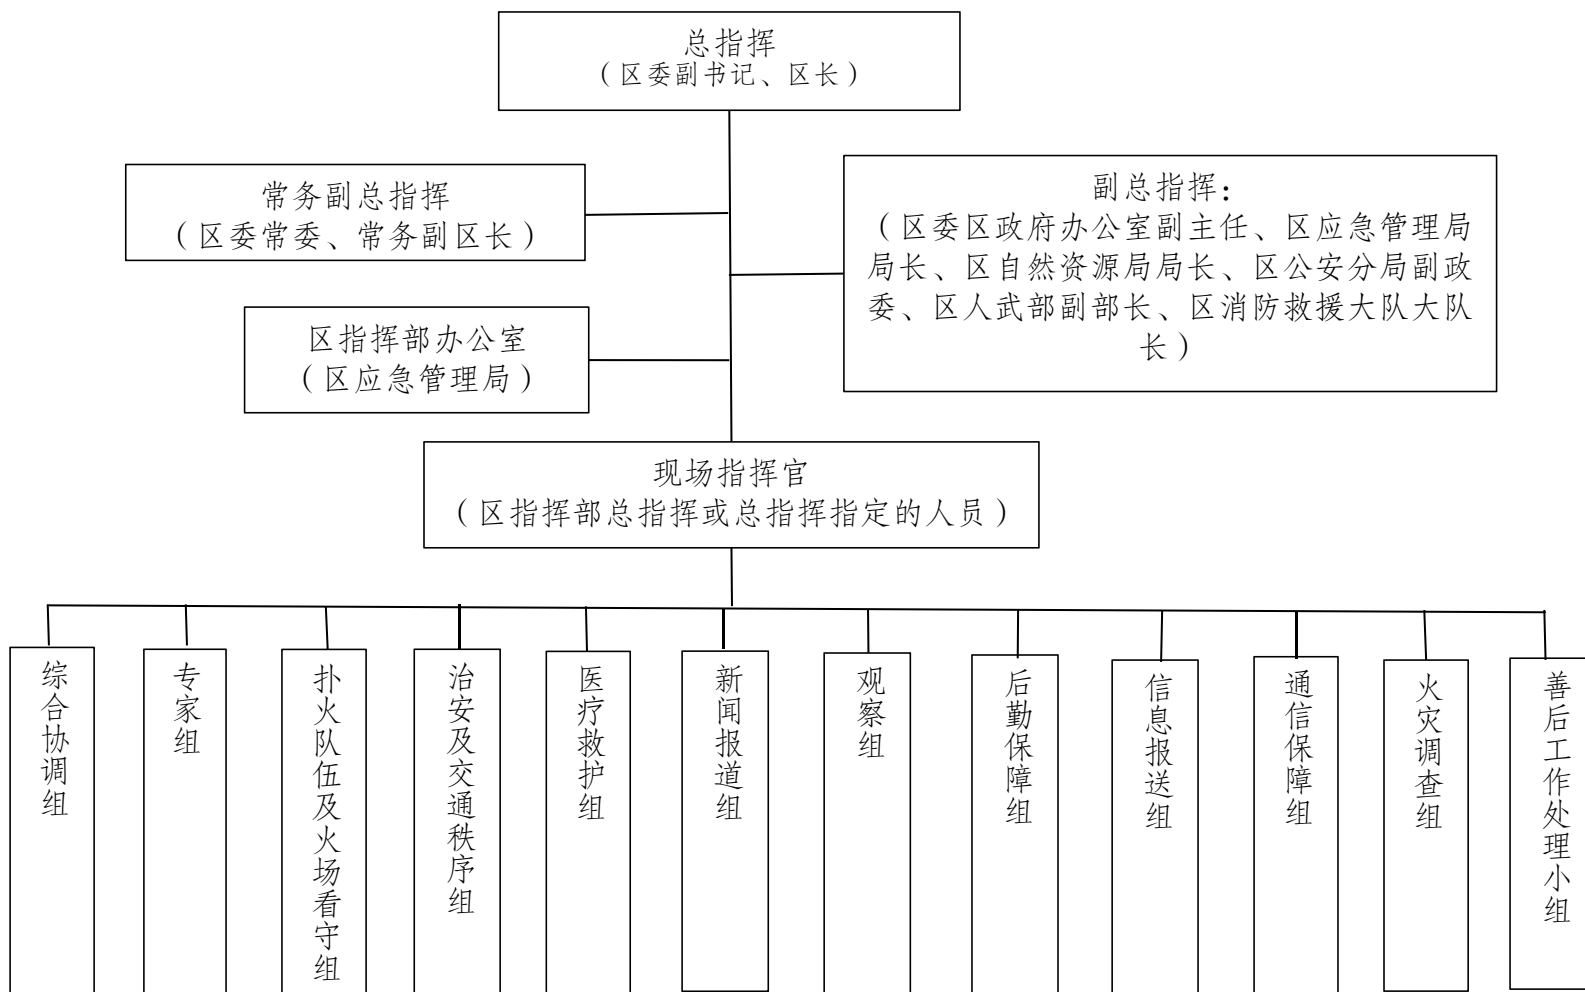 总指挥
（区委副书记、区长）
常务副总指挥
（区委常委、常务副区长）
副总指挥：
（区委区政府办公室副主任、区应急管理局
局长、区自然资源局局长、区公安分局副政
委、区人武部副部长、区消防救援大队大队
长）
区指挥部办公室
（区应急管理局）
现场指挥官
（区指挥部总指挥或总指挥指定的人员）
综合协调组
专家组
扑火队伍及火场看守组
治安及交通秩序组
医疗救护组
新闻报道组
观察组
后勤保障组
信息报送组
通信保障组
火灾调查组
善后工作处理小组